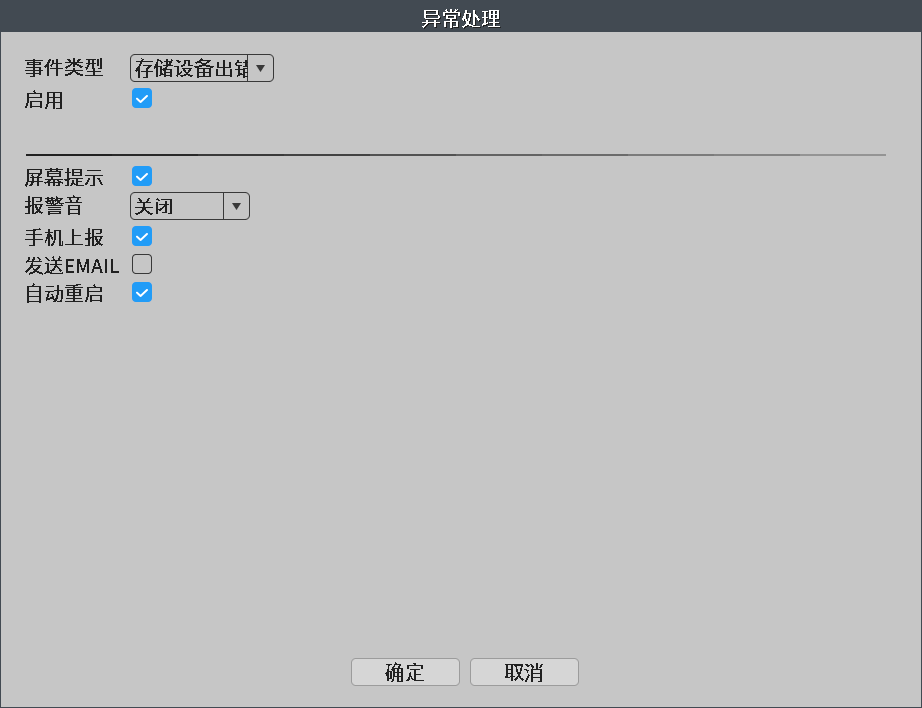 异常处理
事件类型 存储设备出错
启用
屏幕提示
报警音 关闭
手机上报
发送EMAIL
自动重启
确定 取消